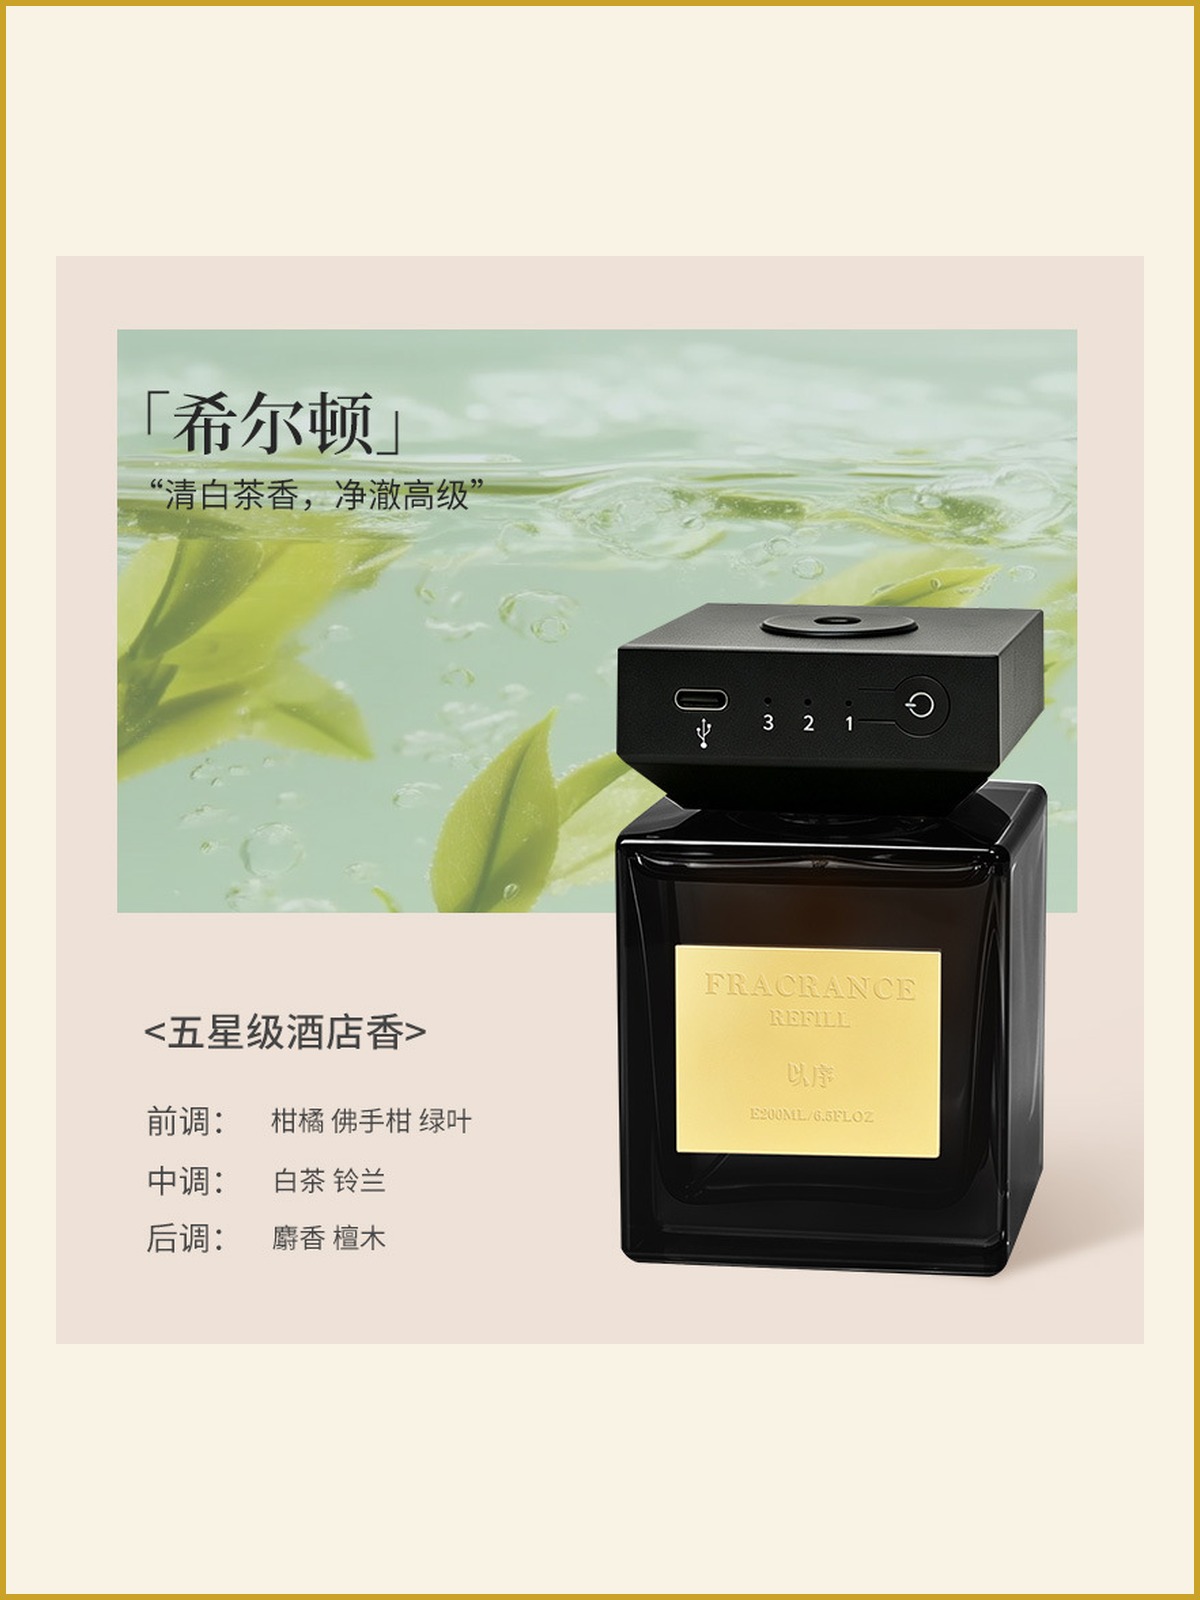 「希尔顿」
“清白茶香，净澈高级”
3 2 1
FRAGRANCE
REFILL
以序
E200ML/6.5FLOZ
<五星级酒店香>
前调： 柑橘 佛手柑 绿叶
中调： 白茶 铃兰
后调： 麝香 檀木